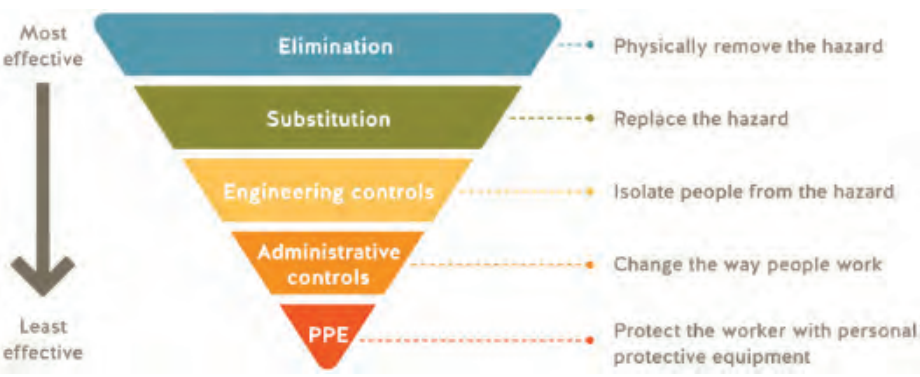 Most
effective
Elimination
Physically remove the hazard
Substitution
Replace the hazard
Engineering controls
Isolate people from the hazard
Administrative
controls
Change the way people work
Least
effective
PPE
Protect the worker with personal
protective equipment